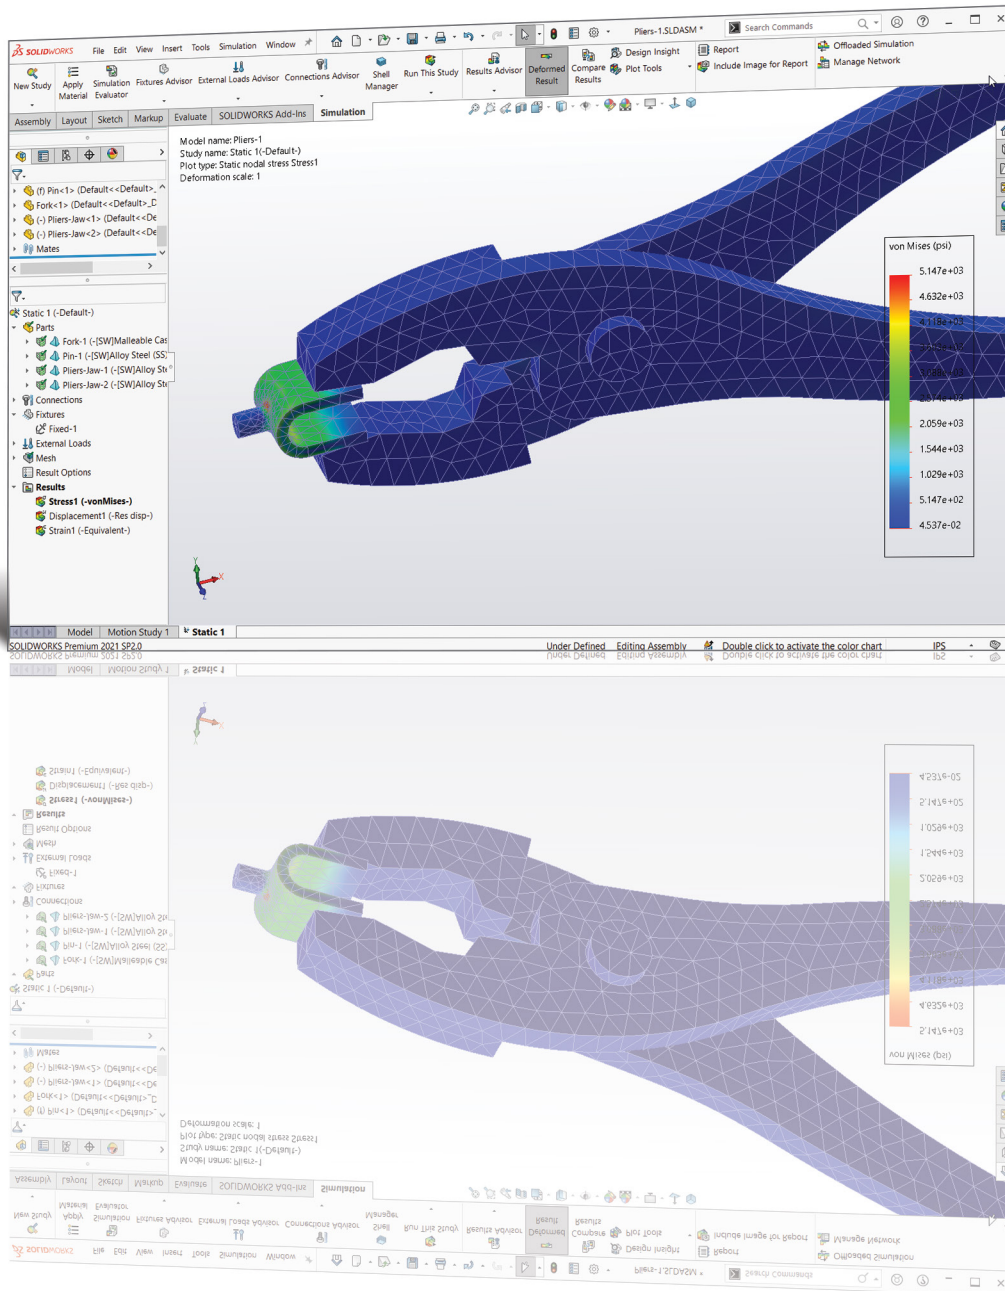 SOLIDWORKS
File Edit View Insert Tools Simulation Window
Pliers-1.SLDASM *
Search Commands
New Study
Apply Material
Simulation Evaluator
Fixtures Advisor
External Loads Advisor
Connections Advisor
Shell Manager
Run This Study
Results Advisor
Deformed Result
Compare Results
Design Insight
Plot Tools
Report
Include Image for Report
Offloaded Simulation
Manage Network
Assembly Layout Sketch Markup Evaluate SOLIDWORKS Add-Ins Simulation
Model name: Pliers-1
Study name: Static 1(-Default-)
Plot type: Static nodal stress Stress1
Deformation scale: 1
(f) Pin<1> (Default<<Default>_
Fork<1> (Default<<Default>_D
(-) Pliers-Jaw<1> (Default<<De
(-) Pliers-Jaw<2> (Default<<De
Mates
Static 1 (-Default-)
Parts
Fork-1 (-[SW]Malleable Cas
Pin-1 (-[SW]Alloy Steel (SS)
Pliers-Jaw-1 (-[SW]Alloy Ste
Pliers-Jaw-2 (-[SW]Alloy Ste
Connections
Fixtures
Fixed-1
External Loads
Mesh
Result Options
Results
Stress1 (-vonMises-)
Displacement1 (-Res disp-)
Strain1 (-Equivalent-)
von Mises (psi)
5.147e+03
4.632e+03
4.118e+03
2.059e+03
1.544e+03
1.029e+03
5.147e+02
4.537e-02
Model Motion Study 1 Static 1
SOLIDWORKS Premium 2021 SP2.0
Under Defined Editing Assembly Double click to activate the color chart IPS